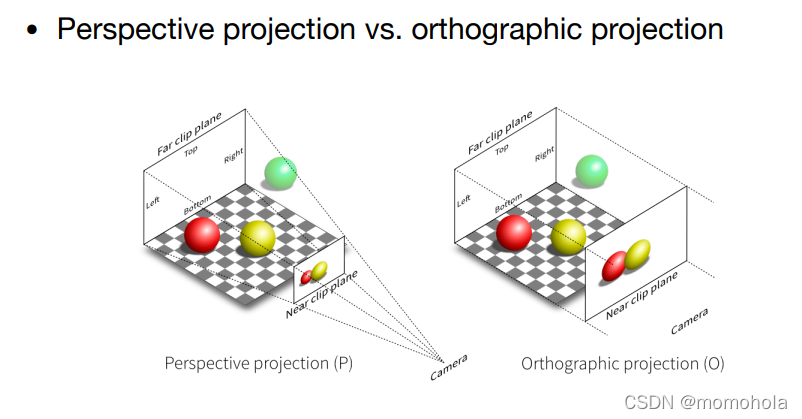 • Perspective projection vs. orthographic projection
Far clip plane
Top
Right
Left
Bottom
Near clip plane
Camera
Perspective projection (P)
Far clip plane
Top
Right
Left
Bottom
Near clip plane
Camera
Orthographic projection (O)
CSDN @momohola